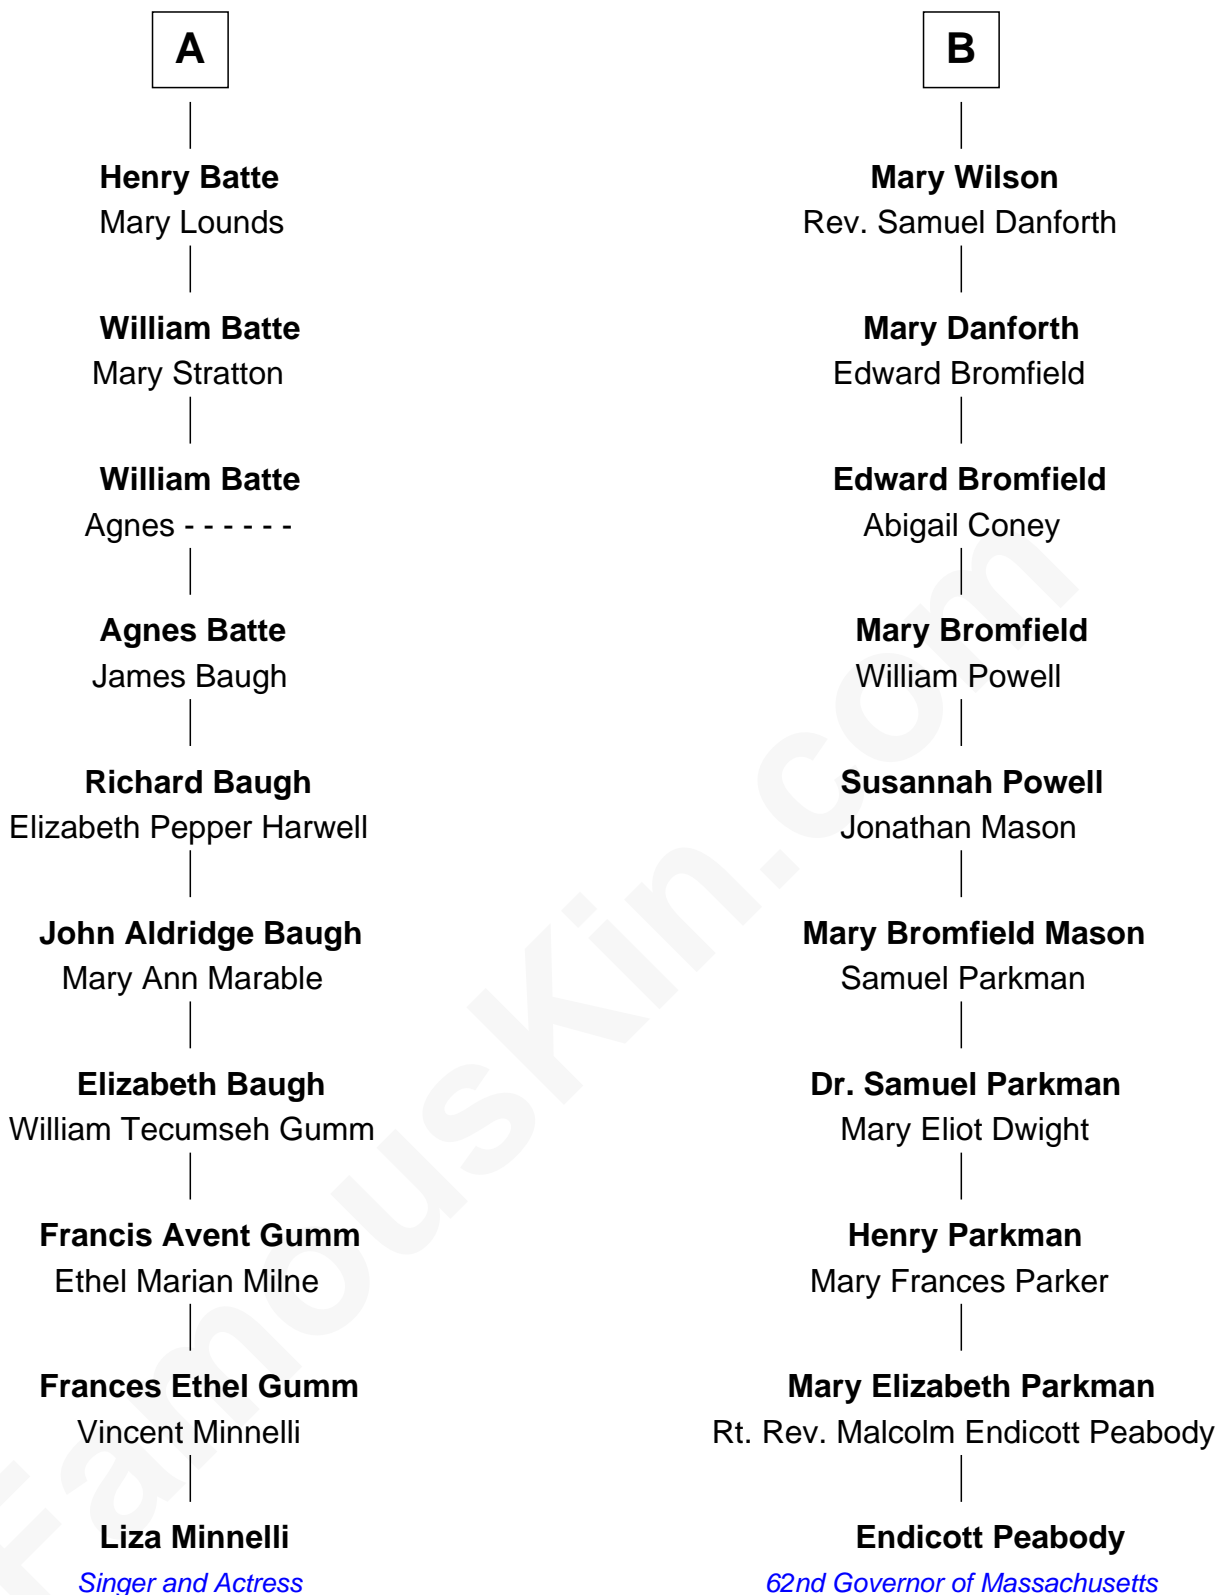 A
Henry Batte
Mary Lounds
William Batte
Mary Stratton
William Batte
Agnes - - - - - -
Agnes Batte
James Baugh
Richard Baugh
Elizabeth Pepper Harwell
John Aldridge Baugh
Mary Ann Marable
Elizabeth Baugh
William Tecumseh Gumm
Francis Avent Gumm
Ethel Marian Milne
Frances Ethel Gumm
Vincent Minnelli
Liza Minnelli
Singer and Actress
B
Mary Wilson
Rev. Samuel Danforth
Mary Danforth
Edward Bromfield
Edward Bromfield
Abigail Coney
Mary Bromfield
William Powell
Susannah Powell
Jonathan Mason
Mary Bromfield Mason
Samuel Parkman
Dr. Samuel Parkman
Mary Eliot Dwight
Henry Parkman
Mary Frances Parker
Mary Elizabeth Parkman
Rt. Rev. Malcolm Endicott Peabody
Endicott Peabody
62nd Governor of Massachusetts
FamousKin.com